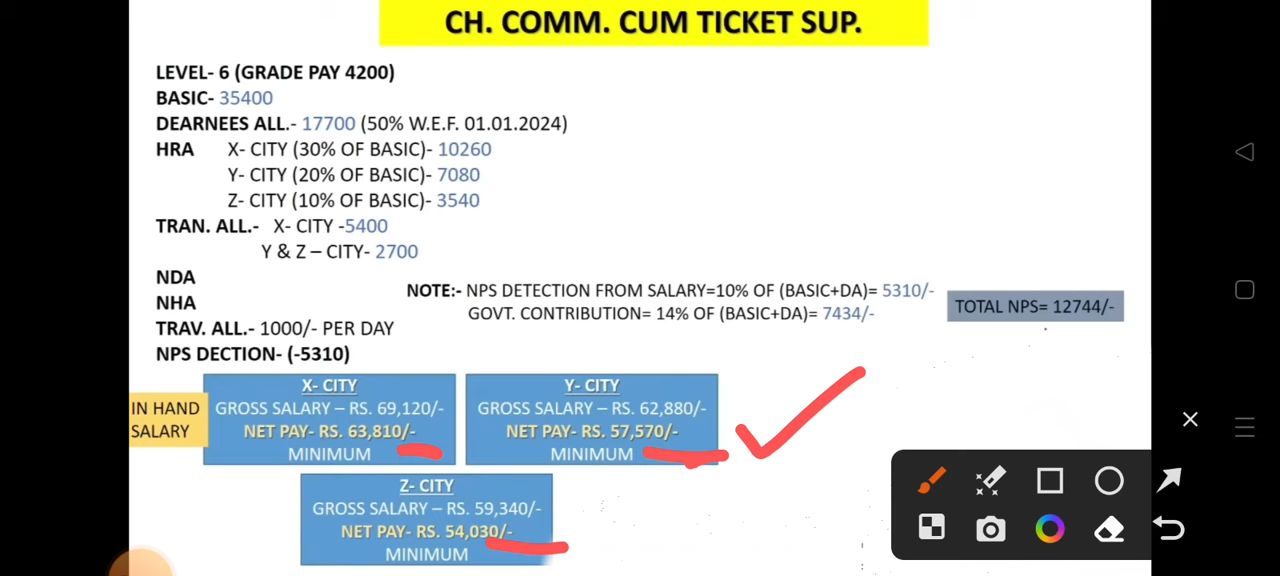 CH. COMM. CUM TICKET SUP.
LEVEL- 6 (GRADE PAY 4200)
BASIC- 35400
DEARNEES ALL.- 17700 (50% W.E.F. 01.01.2024)
HRA X- CITY (30% OF BASIC)- 10260
Y- CITY (20% OF BASIC)- 7080
Z- CITY (10% OF BASIC)- 3540
TRAN. ALL.- X- CITY -5400
Y & Z – CITY- 2700
NDA
NHA
TRAV. ALL.- 1000/- PER DAY
NPS DECTION- (-5310)
NOTE:- NPS DETECTION FROM SALARY=10% OF (BASIC+DA)= 5310/-
GOVT. CONTRIBUTION= 14% OF (BASIC+DA)= 7434/-
TOTAL NPS= 12744/-
IN HAND
SALARY
X- CITY
GROSS SALARY – RS. 69,120/-
NET PAY- RS. 63,810/-
MINIMUM
Y- CITY
GROSS SALARY – RS. 62,880/-
NET PAY- RS. 57,570/-
MINIMUM
Z- CITY
GROSS SALARY – RS. 59,340/-
NET PAY- RS. 54,030/-
MINIMUM